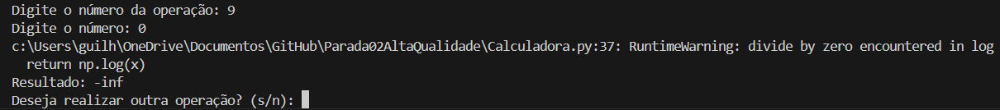 Digite o número da operação: 9
Digite o número: 0
c:\Users\guilh\OneDrive\Documentos\GitHub\Parada02AltaQualidade\Calculadora.py:37: RuntimeWarning: divide by zero encountered in log
  return np.log(x)
Resultado: -inf
Deseja realizar outra operação? (s/n):